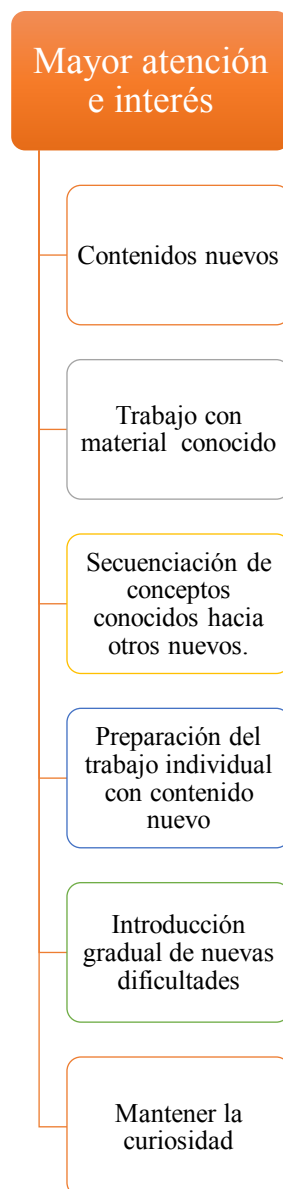 Mayor atención
e interés
Contenidos nuevos
Trabajo con
material conocido
Secuenciación de
conceptos
conocidos hacia
otros nuevos.
Preparación del
trabajo individual
con contenido
nuevo
Introducción
gradual de nuevas
dificultades
Mantener la
curiosidad